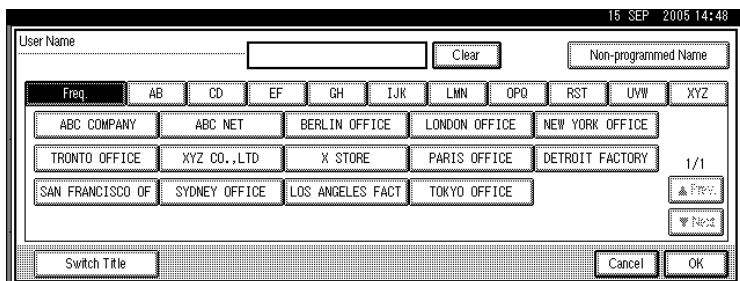 15 SEP 2005 14:48
User Name Clear Non-programmed Name
Freq. AB CD EF GH IJK LMN OPQ RST UVW XYZ
ABC COMPANY ABC NET BERLIN OFFICE LONDON OFFICE NEW YORK OFFICE
TRONTO OFFICE XYZ CO.,LTD X STORE PARIS OFFICE DETROIT FACTORY 1/1
SAN FRANCISCO OF SYDNEY OFFICE LOS ANGELES FACT TOKYO OFFICE ▲ Prev.
▼ Next
Switch Title Cancel OK